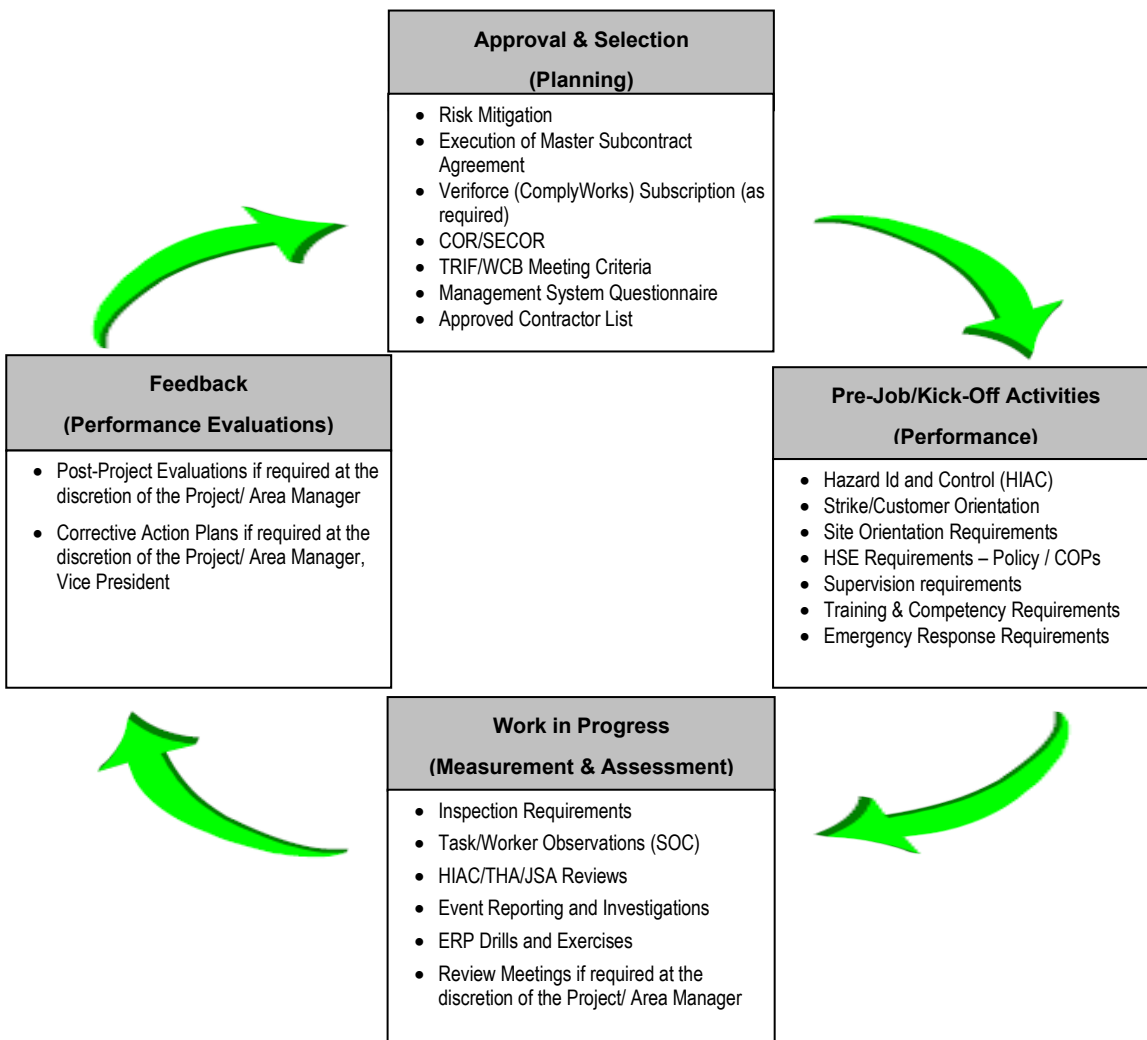 Approval & Selection
(Planning)
• Risk Mitigation
• Execution of Master Subcontract
Agreement
• Veriforce (ComplyWorks) Subscription (as
required)
• COR/SECOR
• TRIF/WCB Meeting Criteria
• Management System Questionnaire
• Approved Contractor List
Pre-Job/Kick-Off Activities
(Performance)
• Hazard Id and Control (HIAC)
• Strike/Customer Orientation
• Site Orientation Requirements
• HSE Requirements – Policy / COPs
• Supervision requirements
• Training & Competency Requirements
• Emergency Response Requirements
Work in Progress
(Measurement & Assessment)
• Inspection Requirements
• Task/Worker Observations (SOC)
• HIAC/THA/JSA Reviews
• Event Reporting and Investigations
• ERP Drills and Exercises
• Review Meetings if required at the
discretion of the Project/ Area Manager
Feedback
(Performance Evaluations)
• Post-Project Evaluations if required at the
discretion of the Project/ Area Manager
• Corrective Action Plans if required at the
discretion of the Project/ Area Manager,
Vice President